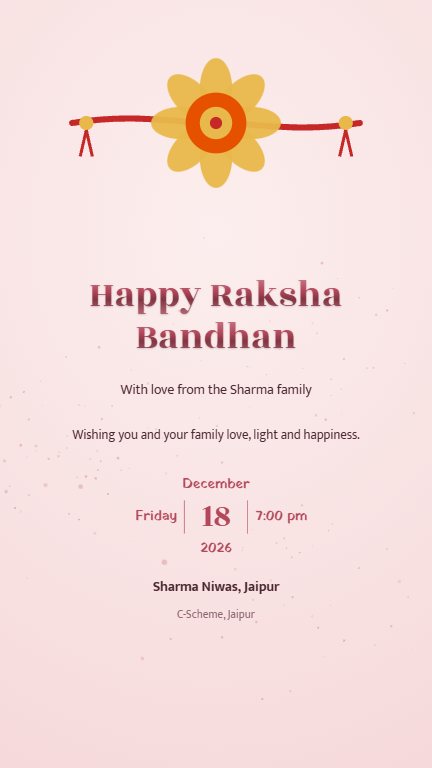 Happy Raksha
Bandhan
With love from the Sharma family
Wishing you and your family love, light and happiness.
December
Friday 18 7:00 pm
2026
Sharma Niwas, Jaipur
C-Scheme, Jaipur